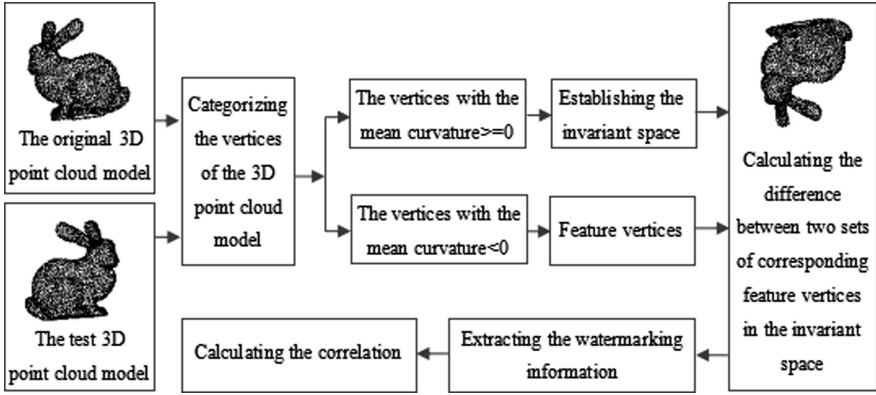 The original 3D
point cloud model
The test 3D
point cloud model
Categorizing
the vertices
of the 3D
point cloud
model
The vertices with the
mean curvature>=0
Establishing the
invariant space
The vertices with the
mean curvature<0
Feature vertices
Calculating the
difference
between two sets
of corresponding
feature vertices
in the invariant
space
Extracting the watermarking
information
Calculating the correlation